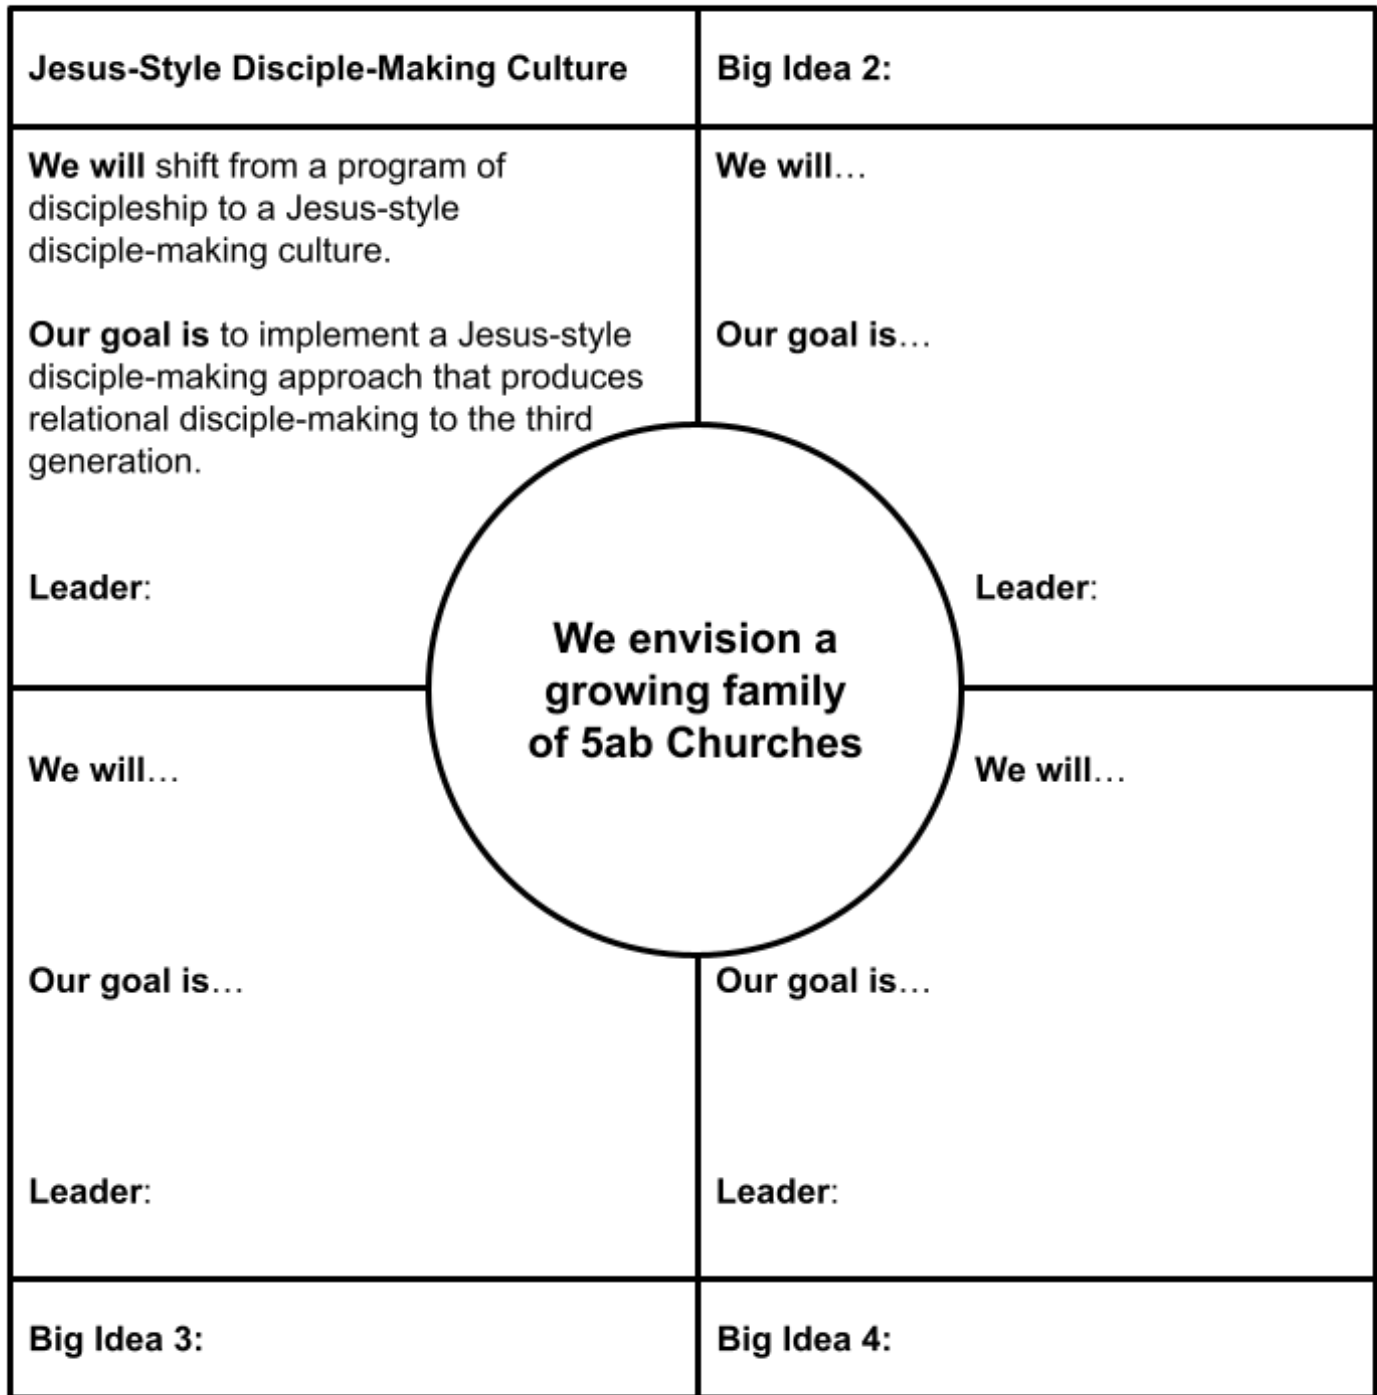 Jesus-Style Disciple-Making Culture
We will shift from a program of
discipleship to a Jesus-style
disciple-making culture.
Our goal is to implement a Jesus-style
disciple-making approach that produces
relational disciple-making to the third
generation.
Leader:
Big Idea 2:
We will…
Our goal is…
Leader:
We envision a
growing family
of 5ab Churches
We will…
Our goal is…
Leader:
Big Idea 3:
We will…
Our goal is…
Leader:
Big Idea 4: